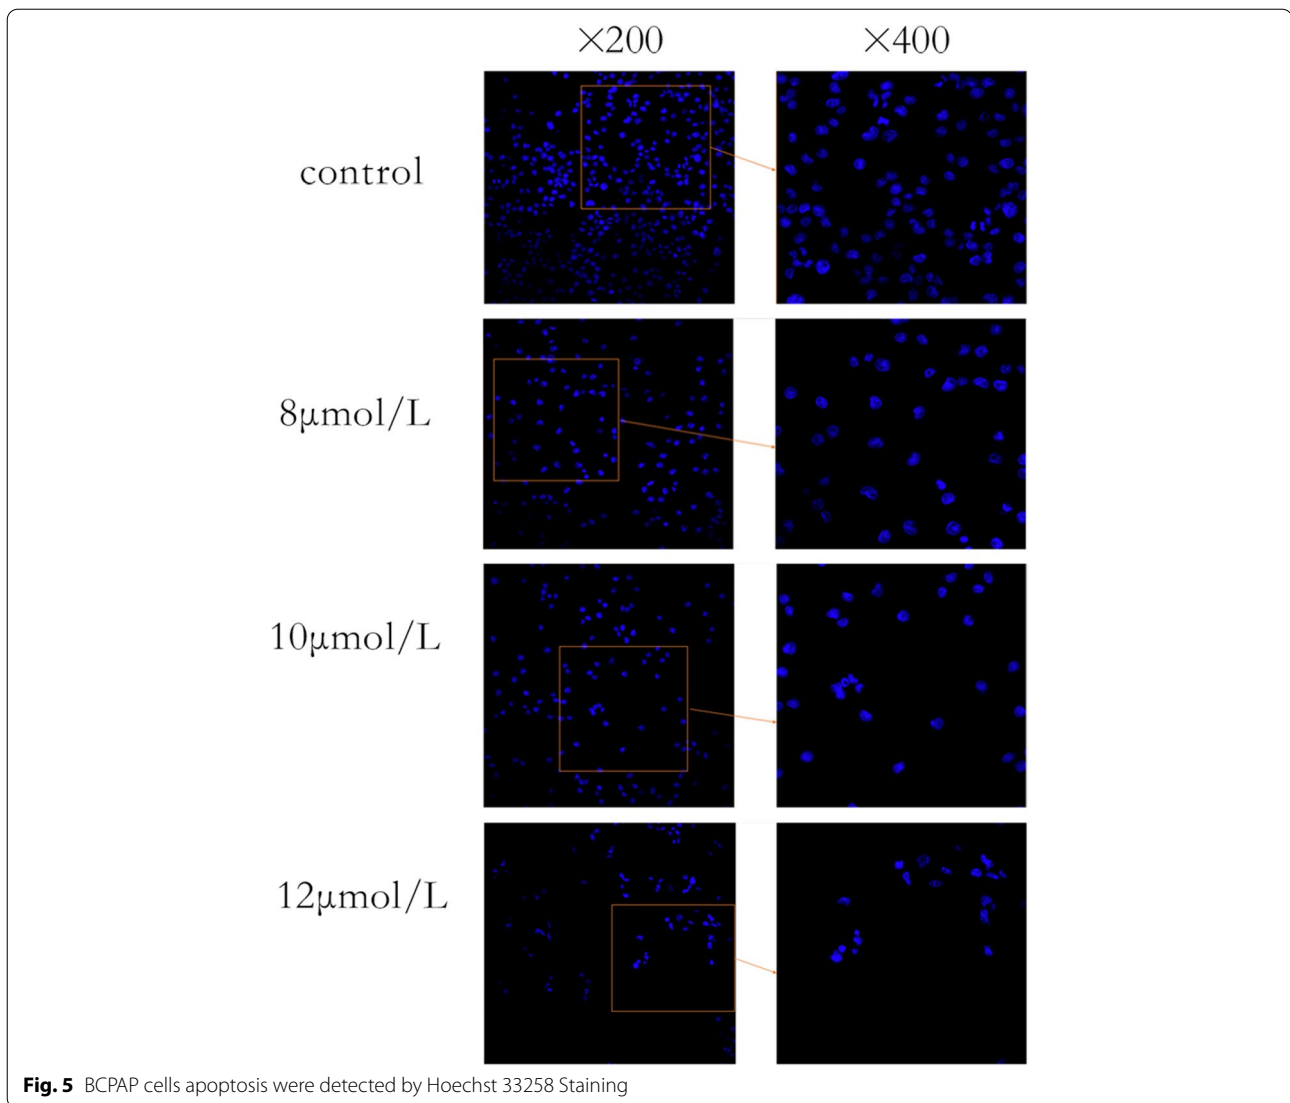 ×200 ×400
control
8μmol/L
10μmol/L
12μmol/L
Fig. 5 BCPAP cells apoptosis were detected by Hoechst 33258 Staining